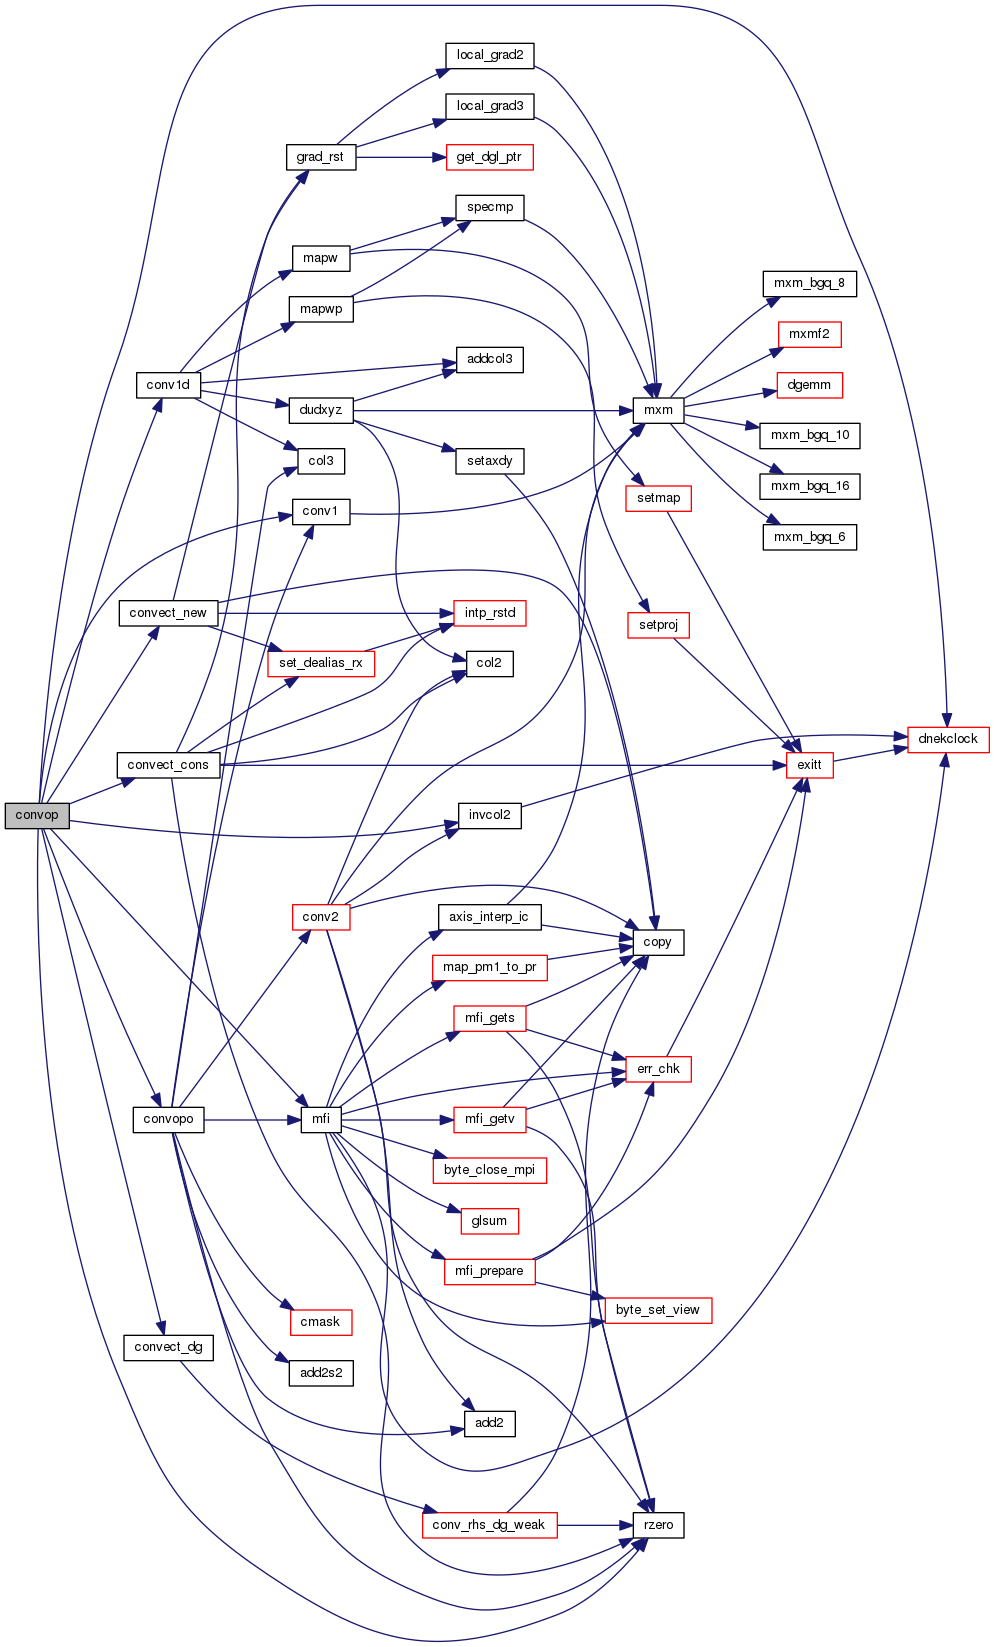 local_grad2
local_grad3
grad_rst
get_dgl_ptr
specmp
mapw
mxm_bgq_8
mapwp
mxmf2
addcol3
conv1d
dgemm
dudxyz
mxm
mxm_bgq_10
col3
setaxdy
mxm_bgq_16
setmap
conv1
mxm_bgq_6
convect_new
intp_rstd
setproj
set_dealias_rx
col2
dnekclock
convect_cons
exitt
convop
invcol2
conv2
axis_interp_ic
copy
map_pm1_to_pr
mfi_gets
err_chk
convopo
mfi
mfi_getv
byte_close_mpi
glsum
mfi_prepare
byte_set_view
cmask
convect_dg
add2s2
add2
conv_rhs_dg_weak
rzero